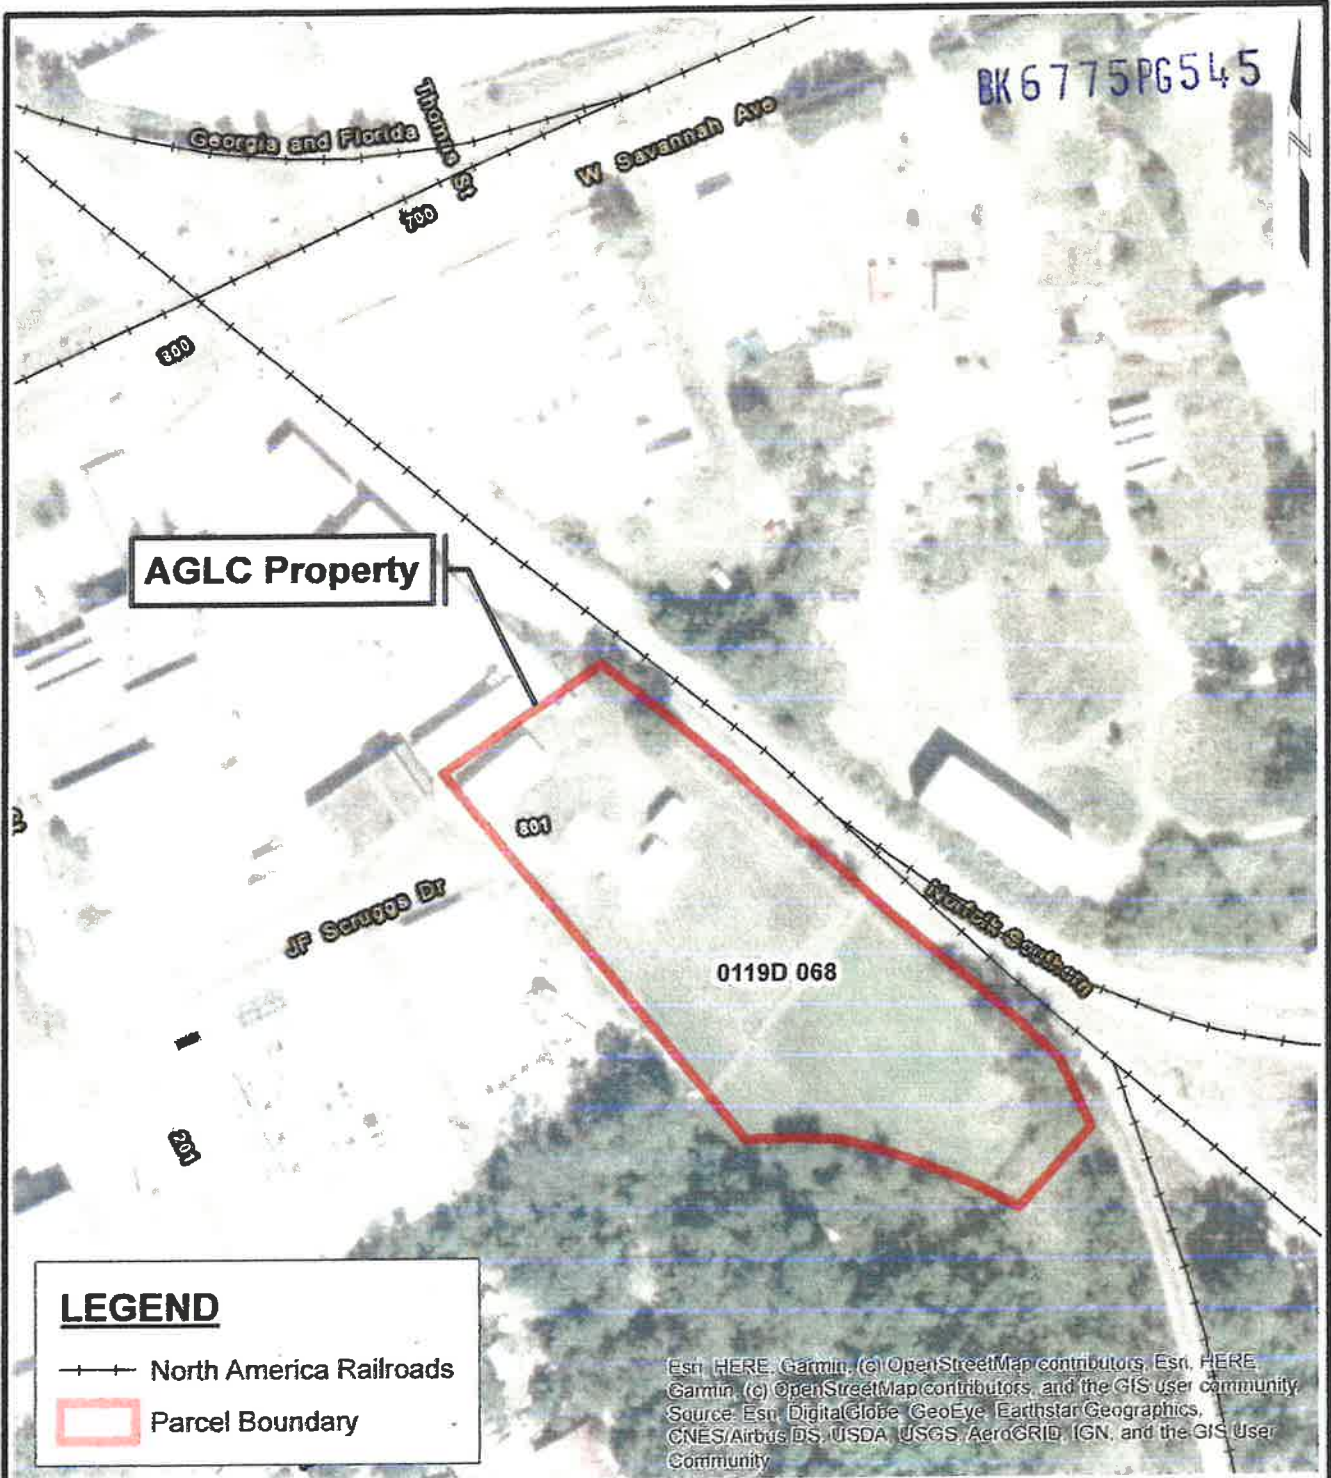 BK6775PG545
Georgia and Florida
Thomas St
W Savannah Ave
700
800
AGLC Property
801
JF Scruggs Dr
0119D 068
Norfolk Southern
201
LEGEND
North America Railroads
Parcel Boundary
Esri, HERE, Garmin, (c) OpenStreetMap contributors, Esri, HERE,
Garmin, (c) OpenStreetMap contributors, and the GIS user community,
Source: Esri, DigitalGlobe, GeoEye, Earthstar Geographics,
CNES/Airbus DS, USDA, USGS, AeroGRID, IGN, and the GIS User
Community